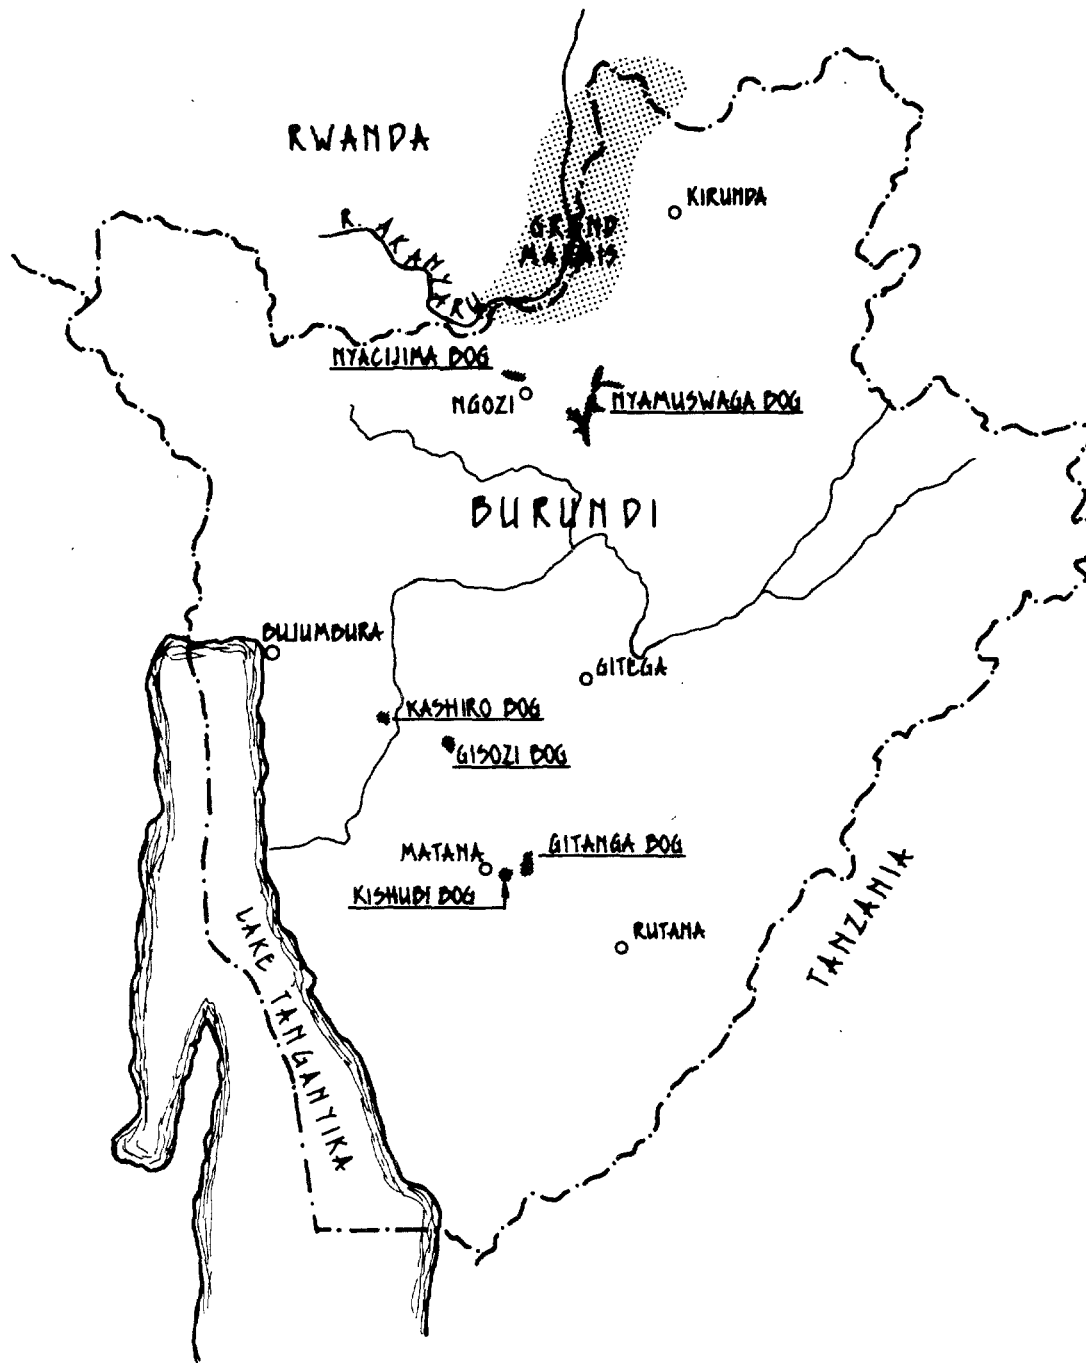 RWANDA
KIRUNDA
R. AKANYARU
GRAND
MARAIS
NYACIJIMA BOG
NGOZI
NYAMUSWAGA BOG
BURUNDI
BUJUMBURA
GITEGA
KASHIRO BOG
GISOZI BOG
MATANA
GITANGA BOG
KISHUBI BOG
RUTANA
TANZANIA
LAKE TANGANYIKA